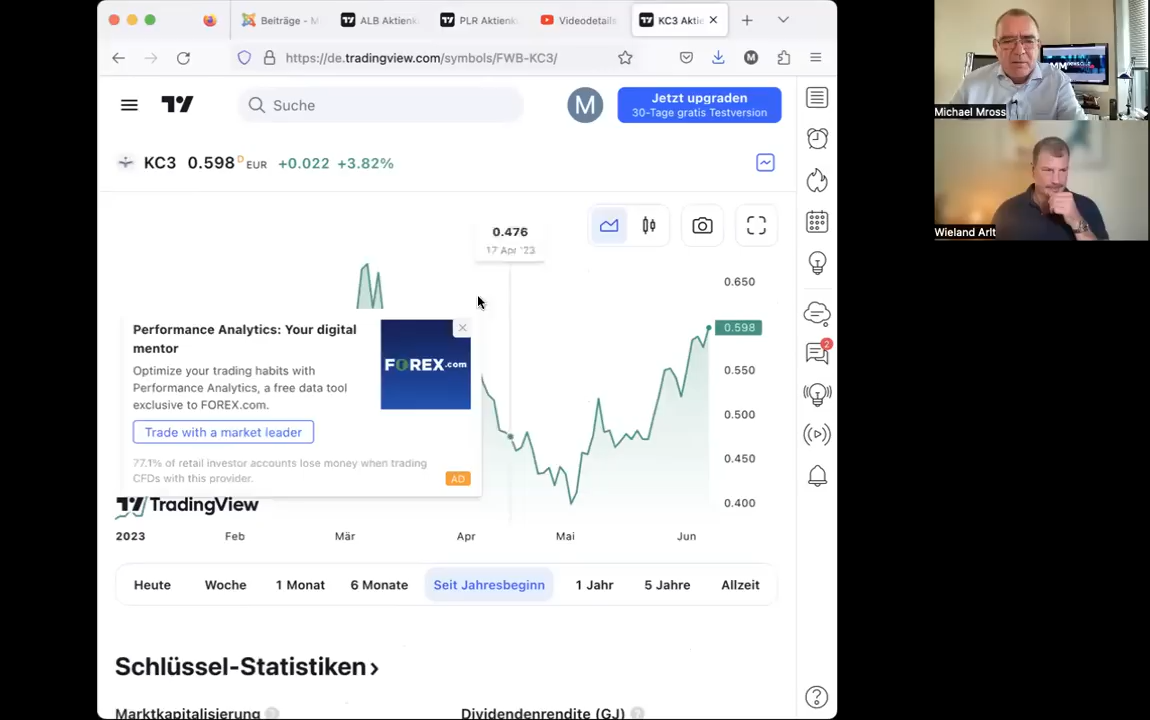 Beiträge - M
ALB Aktienk
PLR Aktienk
Videodetails
KC3 Aktie
https://de.tradingview.com/symbols/FWB-KC3/
M
Suche
M
Jetzt upgraden
30-Tage gratis Testversion
KC3 0.598 D EUR +0.022 +3.82%
0.476
17 Apr '23
0.650
0.598
0.550
0.500
0.450
0.400
Performance Analytics: Your digital
mentor
Optimize your trading habits with
Performance Analytics, a free data tool
exclusive to FOREX.com.
Trade with a market leader
77.1% of retail investor accounts lose money when trading
CFDs with this provider.
FOREX.com
AD
TradingView
2023 Feb Mär Apr Mai Jun
Heute Woche 1 Monat 6 Monate Seit Jahresbeginn 1 Jahr 5 Jahre Allzeit
Schlüssel-Statistiken
Marktkapitalisierung Dividendenrendite (GJ)
2
Michael Mross
Wieland Arlt